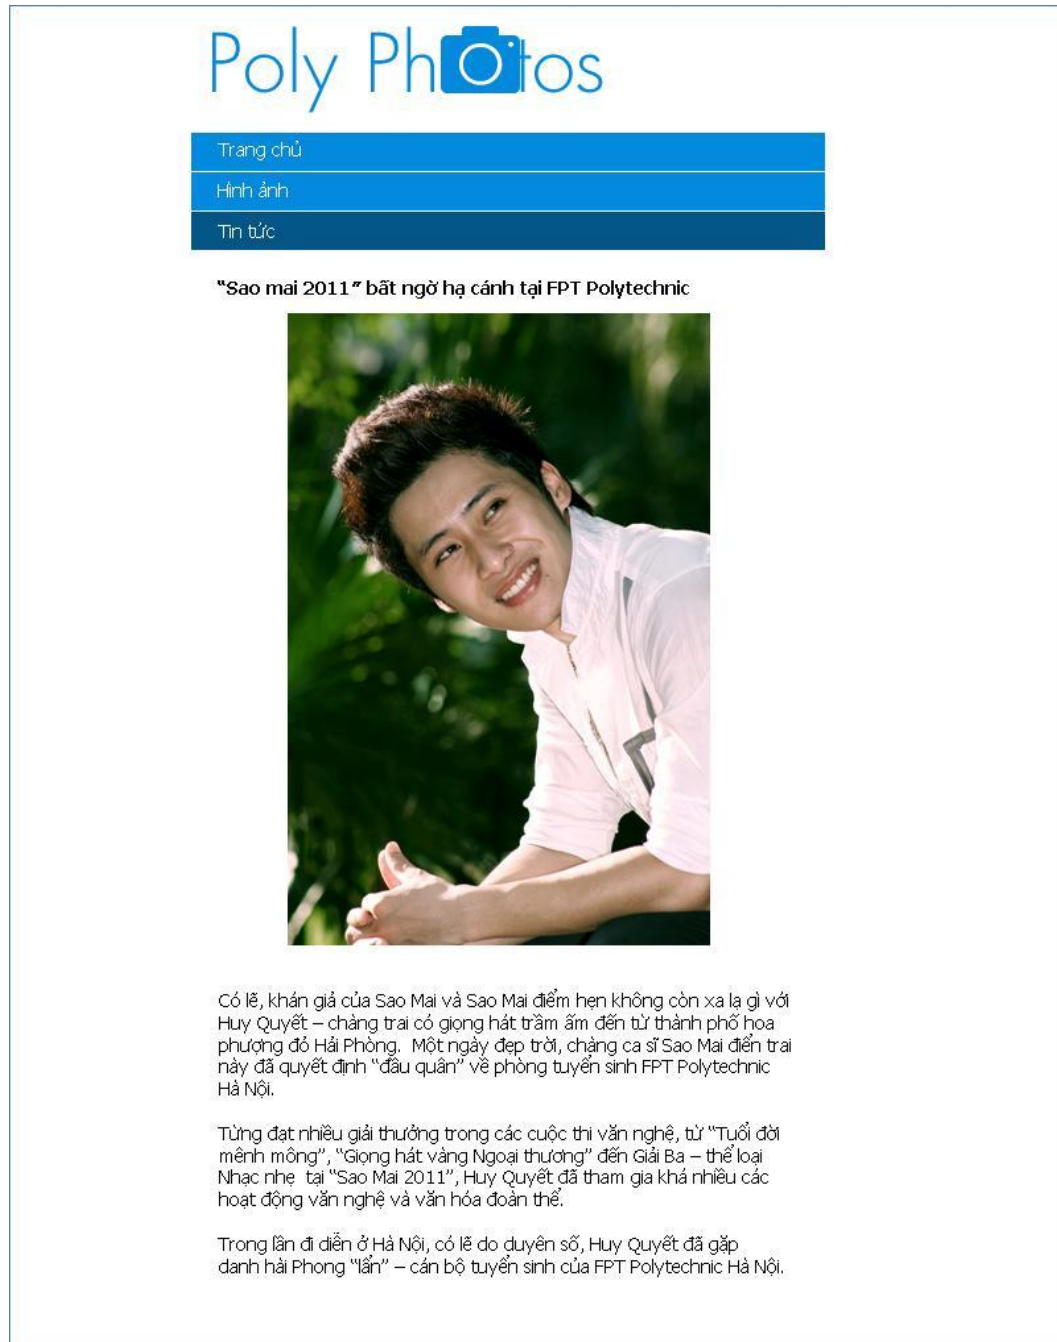 Poly Photos
Trang chủ
Hình ảnh
Tin tức
“Sao mai 2011” bất ngờ hạ cánh tại FPT Polytechnic
Có lẽ, khán giả của Sao Mai và Sao Mai điểm hẹn không còn xa lạ gì với
Huy Quyết – chàng trai có giọng hát trầm ấm đến từ thành phố hoa
phượng đỏ Hải Phòng.  Một ngày đẹp trời, chàng ca sĩ Sao Mai điển trai
này đã quyết định “đầu quân” về phòng tuyển sinh FPT Polytechnic
Hà Nội.
Từng đạt nhiều giải thưởng trong các cuộc thi văn nghệ, từ “Tuổi đời
mênh mông”, “Giọng hát vàng Ngoại thương” đến Giải Ba – thể loại
Nhạc nhẹ  tại “Sao Mai 2011”, Huy Quyết đã tham gia khá nhiều các
hoạt động văn nghệ và văn hóa đoàn thể.
Trong lần đi diễn ở Hà Nội, có lẽ do duyên số, Huy Quyết đã gặp
danh hài Phong “lẩn” – cán bộ tuyển sinh của FPT Polytechnic Hà Nội.